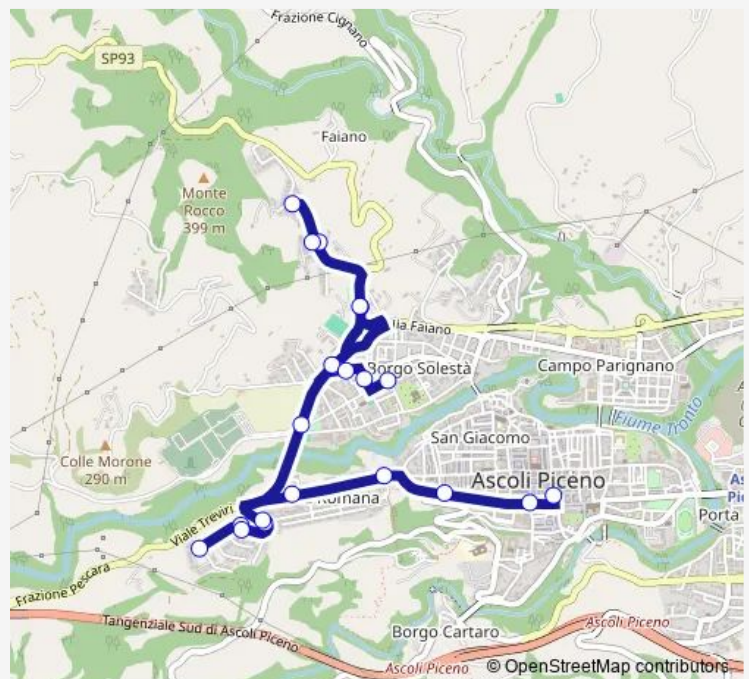 Frazione Cignano
SP93
Faiano
Monte
Rocco
399 m
Faiano
Borgo Solestà
Campo Parignano
Fiume Tronto
San Giacomo
Colle Morone
290 m
Ascoli Piceno
Romana
Viale Treviri
Porta
Frazione Pescara
Tangenziale Sud di Ascoli Piceno
Ascoli Piceno
Borgo Cartaro
Ascoli Piceno
© OpenStreetMap contributors